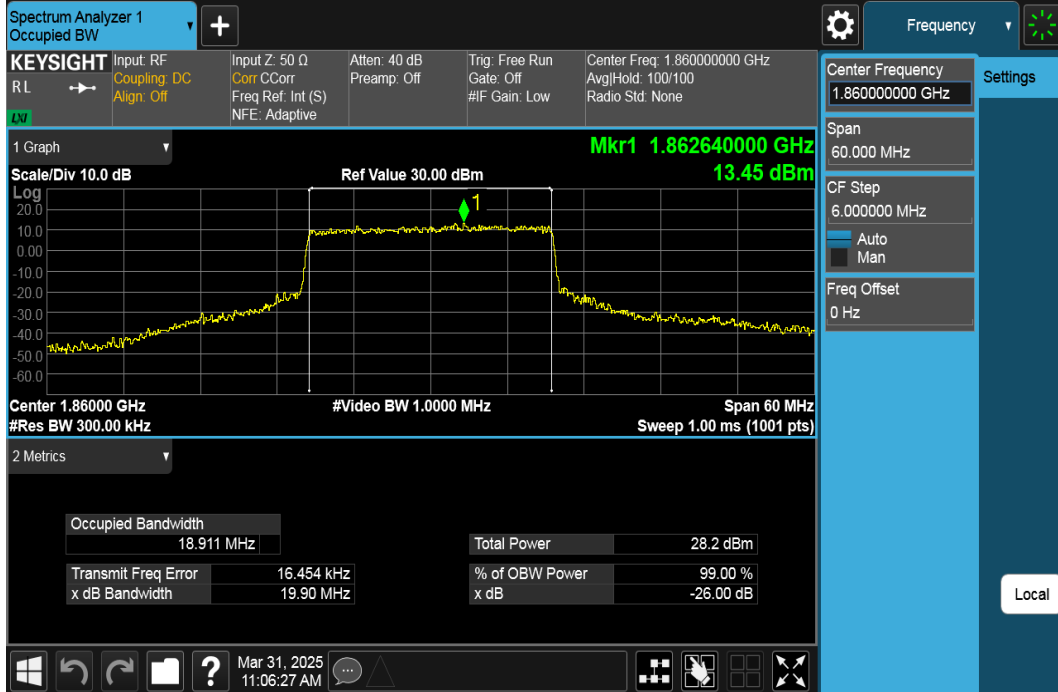 Spectrum Analyzer 1
Occupied BW
+
Frequency
KEYSIGHT
RL
LXI
Input: RF
Coupling: DC
Align: Off
Input Z: 50 Ω
Corr CCorr
Freq Ref: Int (S)
NFE: Adaptive
Atten: 40 dB
Preamp: Off
Trig: Free Run
Gate: Off
#IF Gain: Low
Center Freq: 1.860000000 GHz
Avg|Hold: 100/100
Radio Std: None
Center Frequency
1.860000000 GHz
Settings
Span
60.000 MHz
CF Step
6.000000 MHz
Auto
Man
Freq Offset
0 Hz
Local
1 Graph
Mkr1 1.862640000 GHz
13.45 dBm
Scale/Div 10.0 dB
Ref Value 30.00 dBm
Log
20.0
10.0
0.00
-10.0
-20.0
-30.0
-40.0
-50.0
-60.0
1
Center 1.86000 GHz
#Video BW 1.0000 MHz
Span 60 MHz
#Res BW 300.00 kHz
Sweep 1.00 ms (1001 pts)
2 Metrics
Occupied Bandwidth
18.911 MHz
Total Power 28.2 dBm
Transmit Freq Error 16.454 kHz
% of OBW Power 99.00 %
x dB Bandwidth 19.90 MHz
x dB -26.00 dB
?
Mar 31, 2025
11:06:27 AM